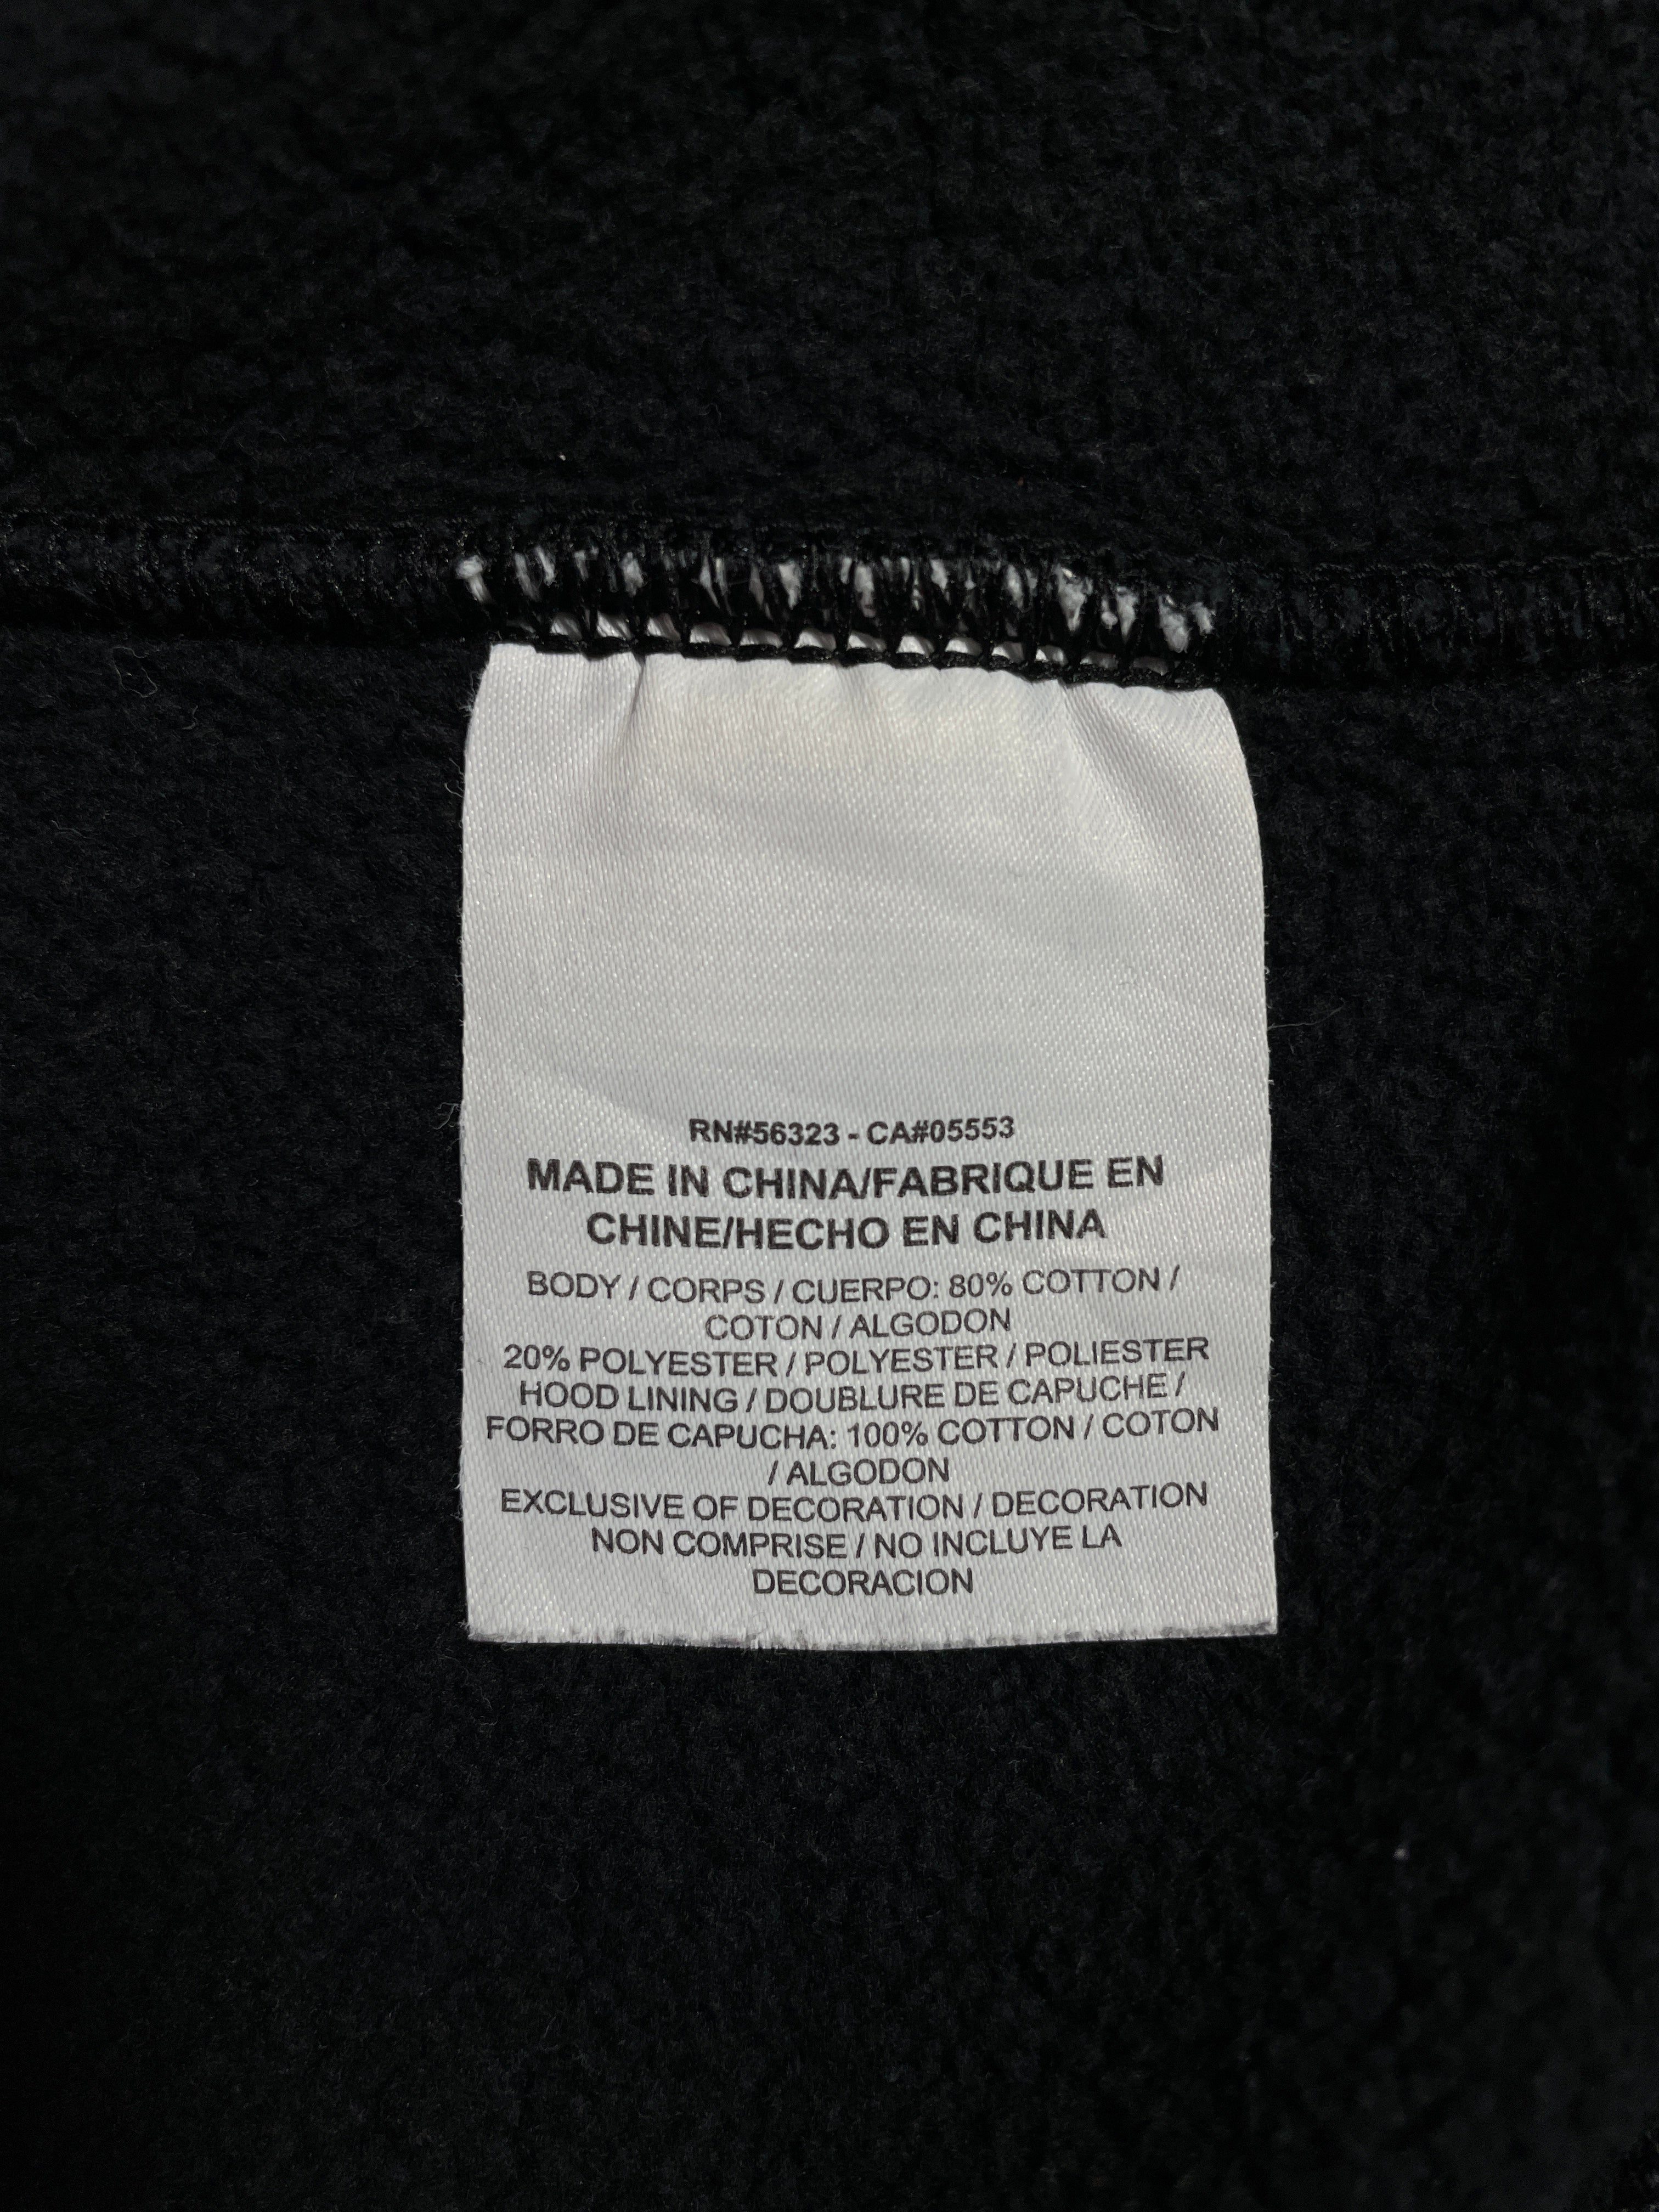 RN#56323 - CA#05553
MADE IN CHINA/FABRIQUE EN
CHINE/HECHO EN CHINA
BODY / CORPS / CUERPO: 80% COTTON /
COTON / ALGODON
20% POLYESTER / POLYESTER / POLIESTER
HOOD LINING / DOUBLURE DE CAPUCHE /
FORRO DE CAPUCHA: 100% COTTON / COTON
/ ALGODON
EXCLUSIVE OF DECORATION / DECORATION
NON COMPRISE / NO INCLUYE LA
DECORACION